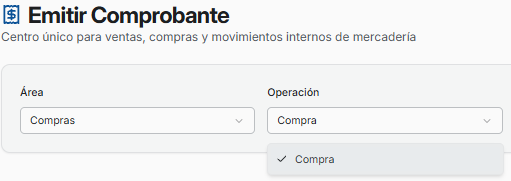 Emitir Comprobante
Centro único para ventas, compras y movimientos internos de mercadería
Área
Operación
Compras
Compra
Compra